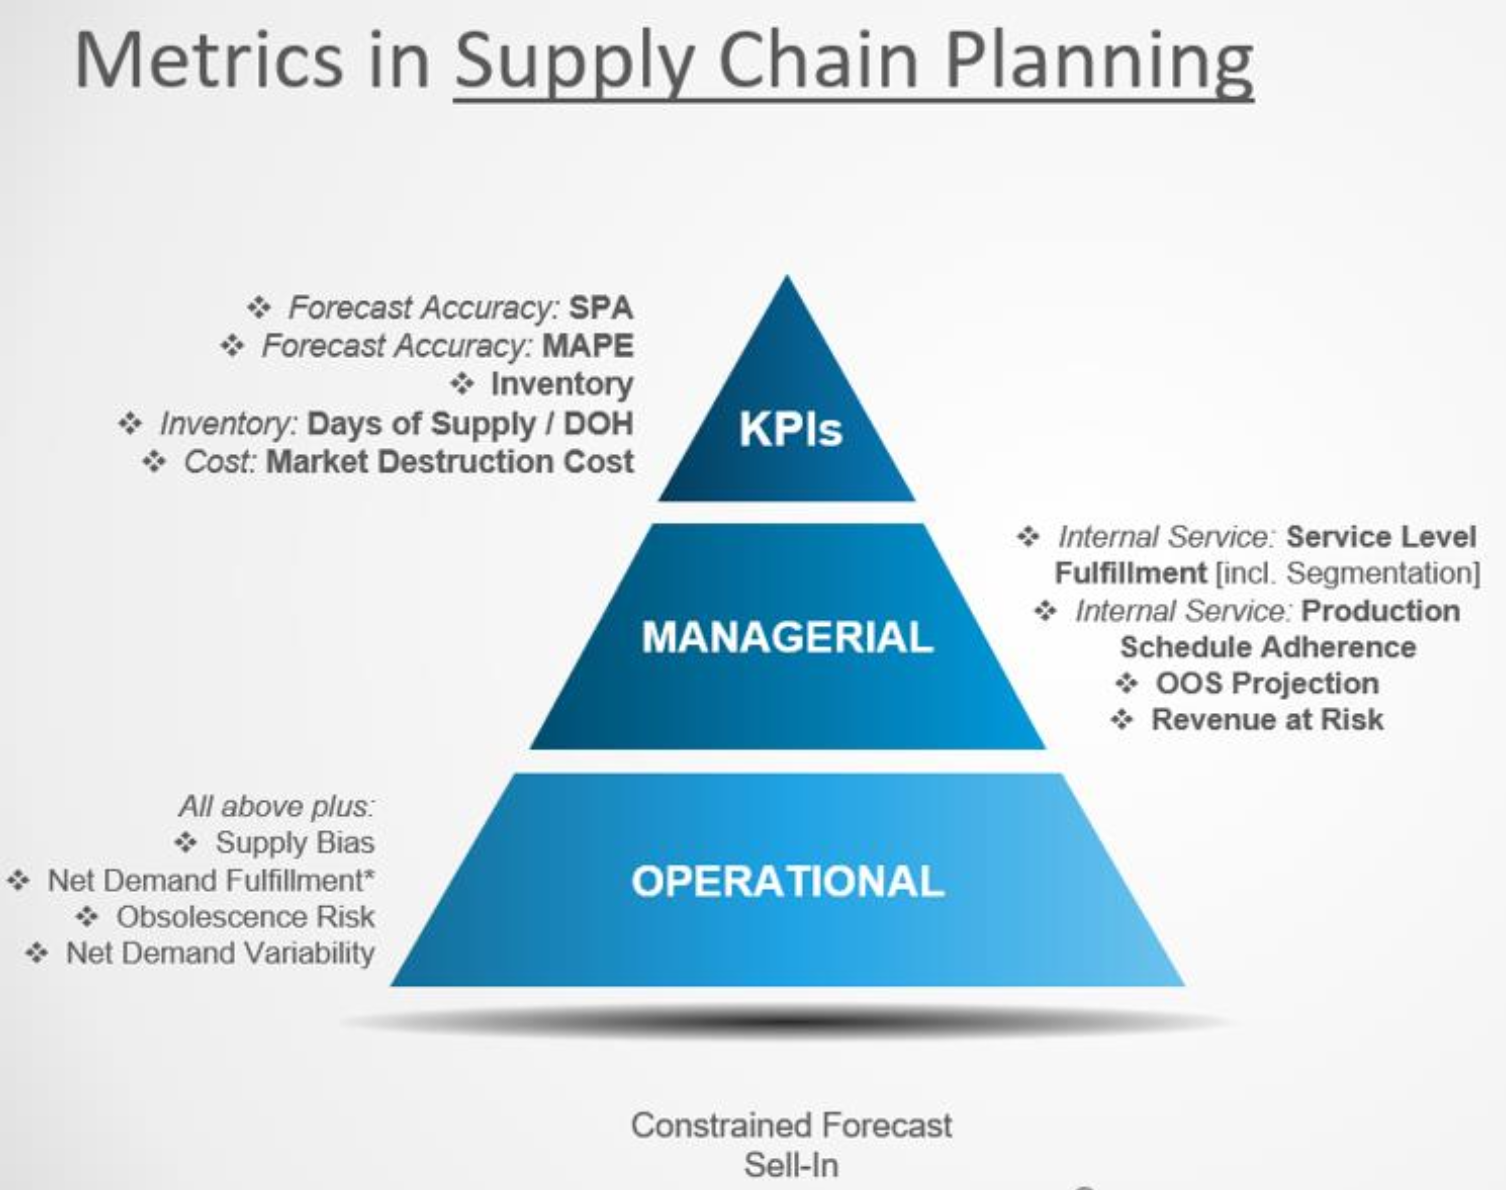 Metrics in Supply Chain Planning
❖ Forecast Accuracy: SPA
❖ Forecast Accuracy: MAPE
❖ Inventory
❖ Inventory: Days of Supply / DOH
❖ Cost: Market Destruction Cost
KPIs
❖ Internal Service: Service Level
Fulfillment [incl. Segmentation]
❖ Internal Service: Production
Schedule Adherence
❖ OOS Projection
❖ Revenue at Risk
MANAGERIAL
All above plus:
❖ Supply Bias
❖ Net Demand Fulfillment*
❖ Obsolescence Risk
❖ Net Demand Variability
OPERATIONAL
Constrained Forecast
Sell-In